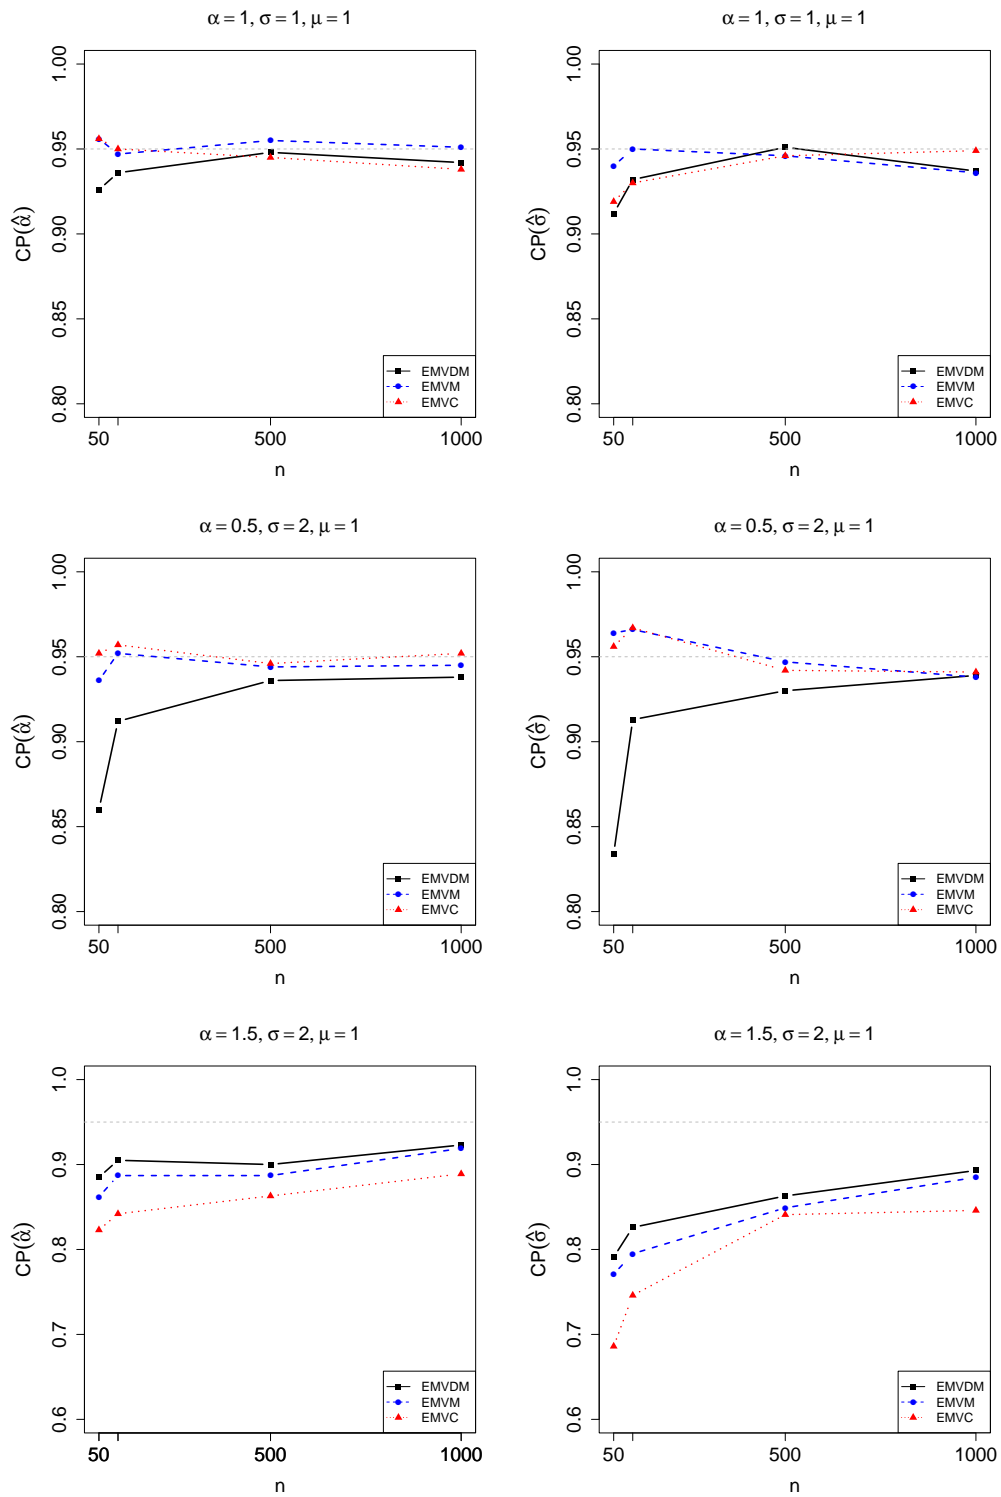 α = 1, σ = 1, μ = 1
CP(α̂)
1.00
0.95
0.90
0.85
0.80
EMVDM
EMVM
EMVC
50 500 1000
n
α = 1, σ = 1, μ = 1
CP(σ̂)
1.00
0.95
0.90
0.85
0.80
EMVDM
EMVM
EMVC
50 500 1000
n
α = 0.5, σ = 2, μ = 1
CP(α̂)
1.00
0.95
0.90
0.85
0.80
EMVDM
EMVM
EMVC
50 500 1000
n
α = 0.5, σ = 2, μ = 1
CP(σ̂)
1.00
0.95
0.90
0.85
0.80
EMVDM
EMVM
EMVC
50 500 1000
n
α = 1.5, σ = 2, μ = 1
CP(α̂)
1.0
0.9
0.8
0.7
0.6
EMVDM
EMVM
EMVC
50 500 1000
n
α = 1.5, σ = 2, μ = 1
CP(σ̂)
1.0
0.9
0.8
0.7
0.6
EMVDM
EMVM
EMVC
50 500 1000
n